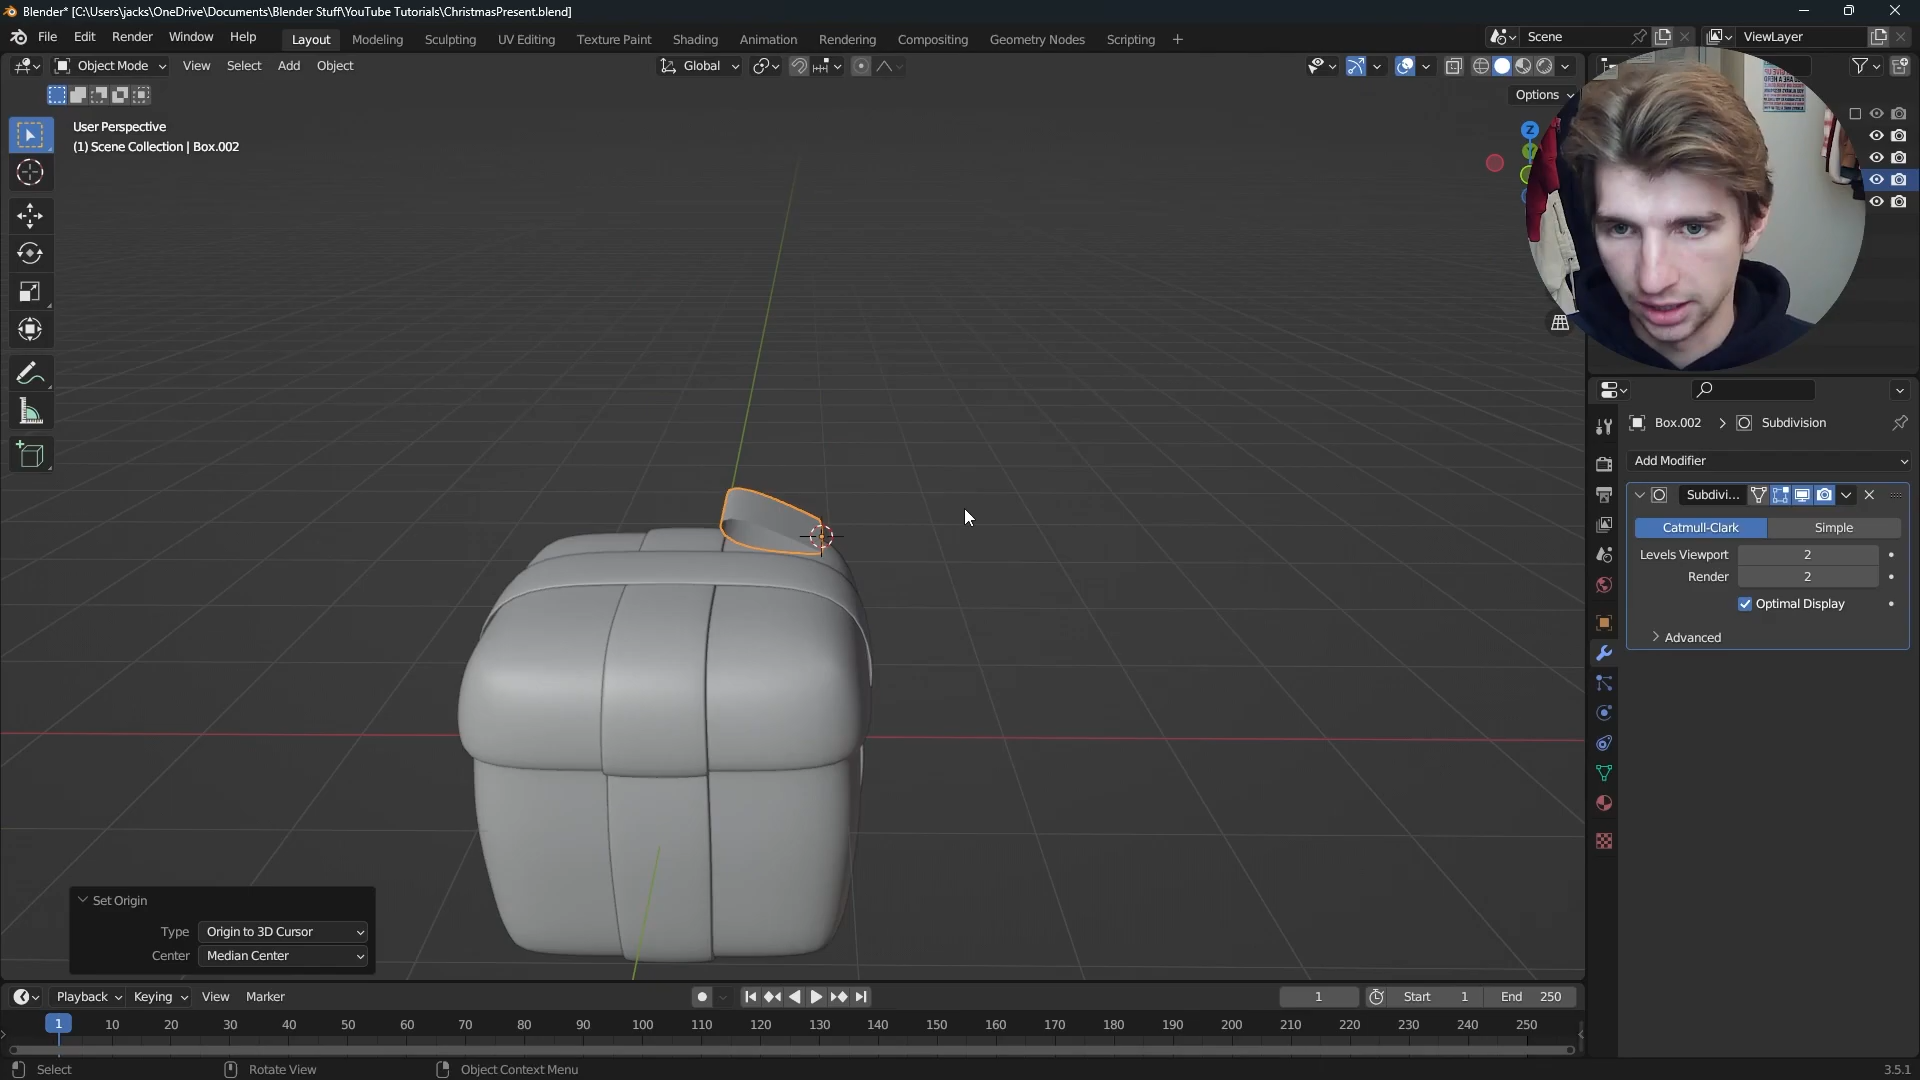 Blender* [C:\Users\jacks\OneDrive\Documents\Blender Stuff\YouTube Tutorials\ChristmasPresent.blend]
File Edit Render Window Help Layout Modeling Sculpting UV Editing Texture Paint Shading Animation Rendering Compositing Geometry Nodes Scripting + Scene ViewLayer
Object Mode View Select Add Object Global
Options
User Perspective
(1) Scene Collection | Box.002
Z
Box.002 > Subdivision
Add Modifier
Subdivi...
Catmull-Clark Simple
Levels Viewport 2
Render 2
Optimal Display
Advanced
Set Origin
Type Origin to 3D Cursor
Center Median Center
Playback Keying View Marker 1 Start 1 End 250
1 10 20 30 40 50 60 70 80 90 100 110 120 130 140 150 160 170 180 190 200 210 220 230 240 250
Select Rotate View Object Context Menu 3.5.1